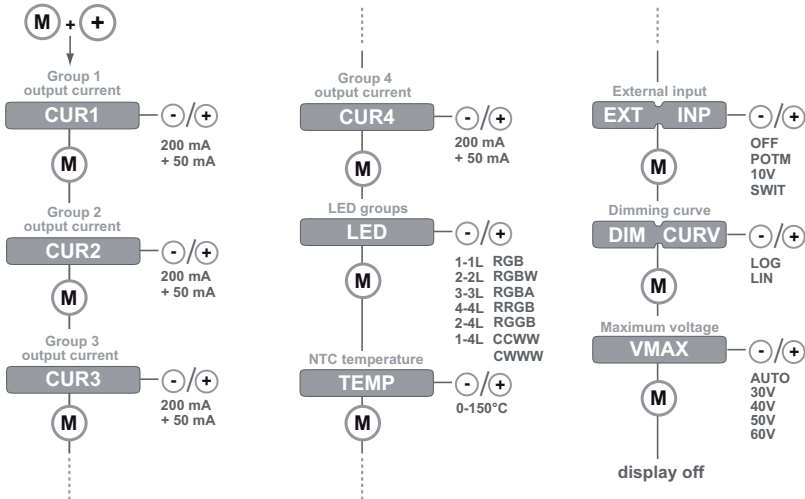 M + +
Group 1
output current
CUR1 - / +
200 mA
+ 50 mA
M
Group 2
output current
CUR2 - / +
200 mA
+ 50 mA
M
Group 3
output current
CUR3 - / +
200 mA
+ 50 mA
M
Group 4
output current
CUR4 - / +
200 mA
+ 50 mA
M
LED groups
LED - / +
1-1L RGB
2-2L RGBW
3-3L RGBA
4-4L RRGB
2-4L RGGB
1-4L CCWW
CWWW
M
NTC temperature
TEMP - / +
0-150°C
M
External input
EXT INP - / +
OFF
POTM
10V
SWIT
M
Dimming curve
DIM CURV - / +
LOG
LIN
M
Maximum voltage
VMAX - / +
AUTO
30V
40V
50V
60V
M
display off